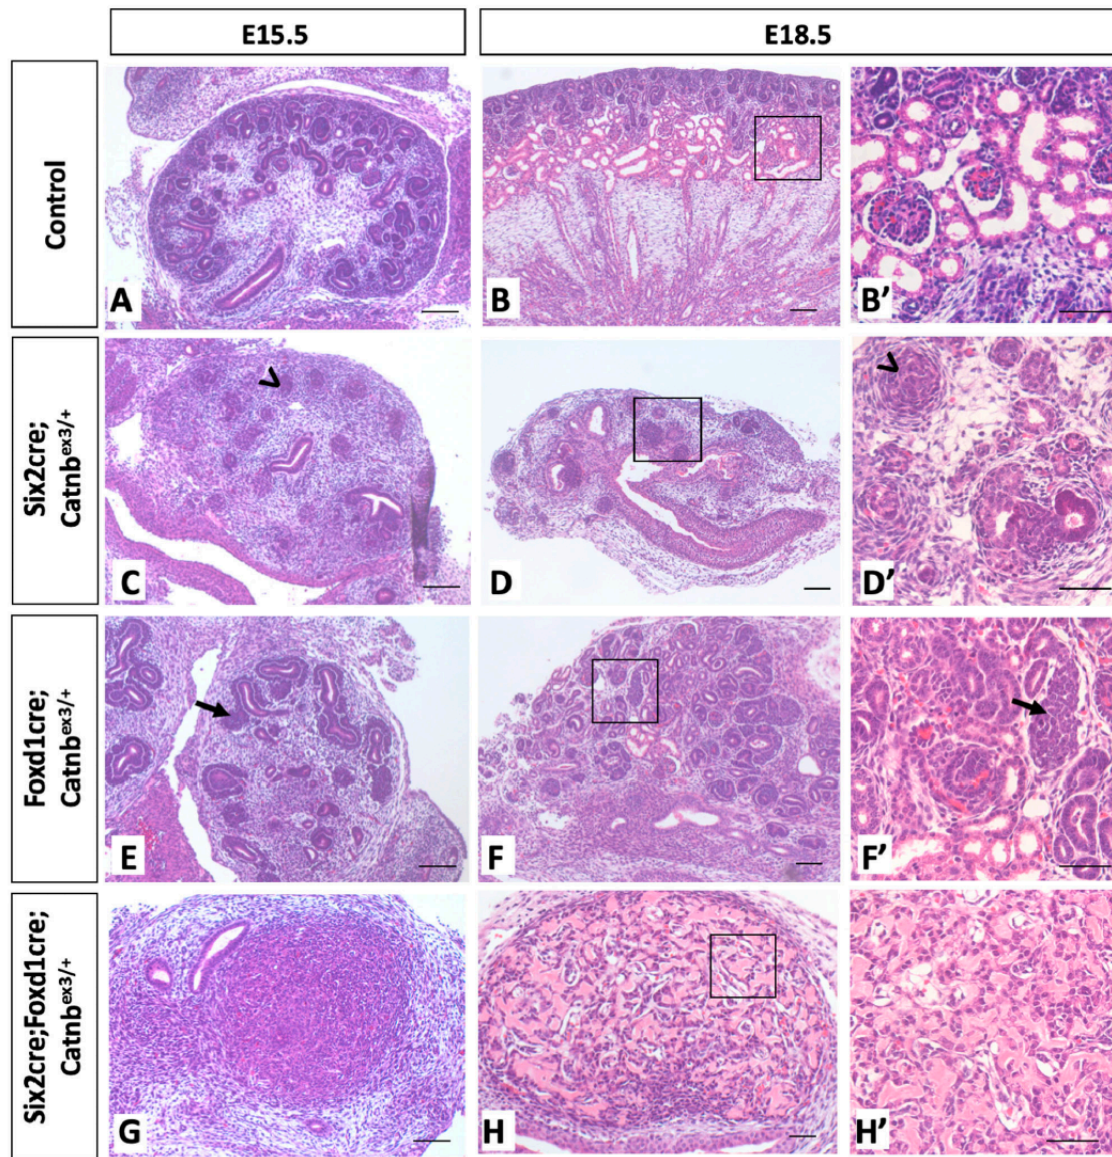 E15.5
E18.5
Control
A
B
B'
Six2cre;
Catnb^ex3/+
C
D
D'
Foxd1cre;
Catnb^ex3/+
E
F
F'
Six2cre;Foxd1cre;
Catnb^ex3/+
G
H
H'